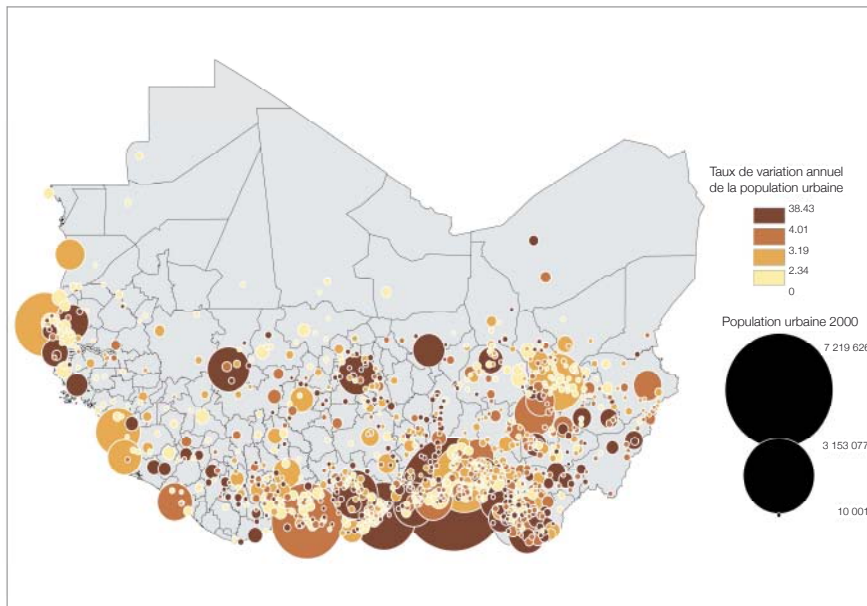 Taux de variation annuel
de la population urbaine
38.43
4.01
3.19
2.34
0
Population urbaine 2000
7 219 626
3 153 077
10 001